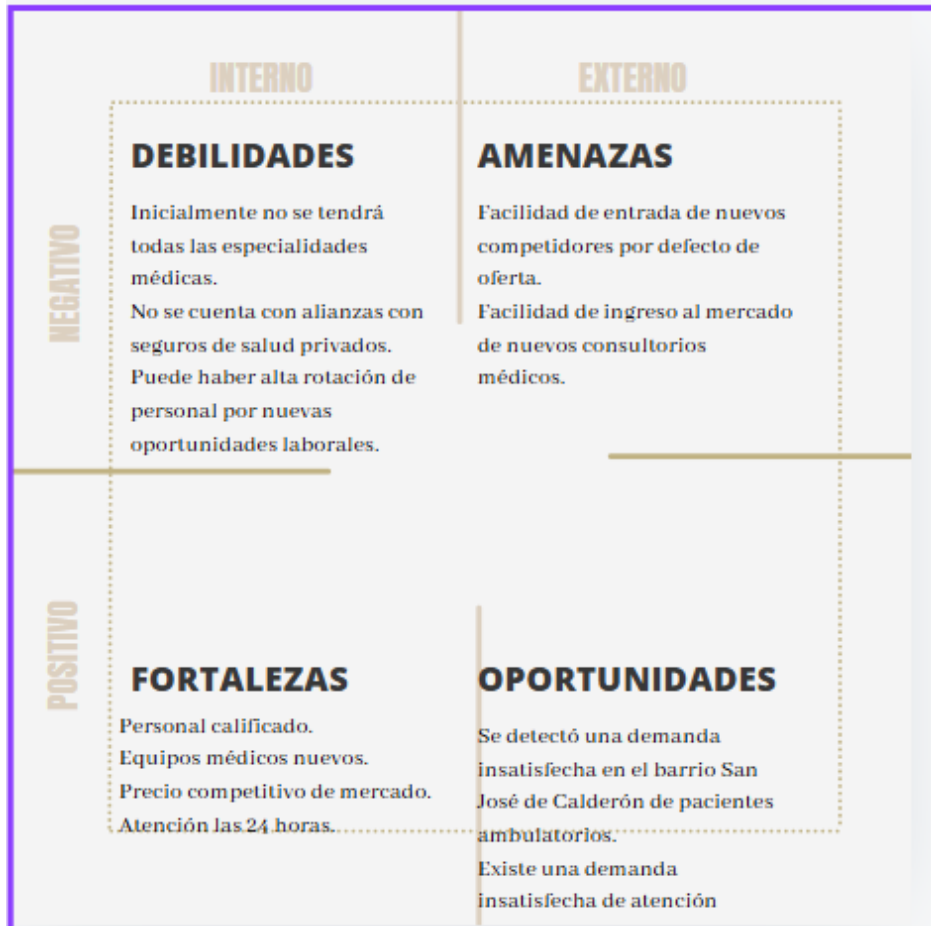 INTERNO
EXTERNO
NEGATIVO
DEBILIDADES
Inicialmente no se tendrá
todas las especialidades
médicas.
No se cuenta con alianzas con
seguros de salud privados.
Puede haber alta rotación de
personal por nuevas
oportunidades laborales.
AMENAZAS
Facilidad de entrada de nuevos
competidores por defecto de
oferta.
Facilidad de ingreso al mercado
de nuevos consultorios
médicos.
POSITIVO
FORTALEZAS
Personal calificado.
Equipos médicos nuevos.
Precio competitivo de mercado.
Atención las 24 horas.
OPORTUNIDADES
Se detectó una demanda
insatisfecha en el barrio San
José de Calderón de pacientes
ambulatorios.
Existe una demanda
insatisfecha de atención